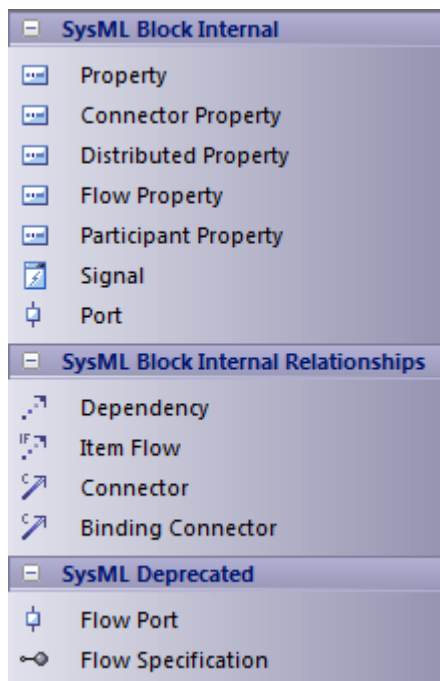 SysML Block Internal
Property
Connector Property
Distributed Property
Flow Property
Participant Property
Signal
Port
SysML Block Internal Relationships
Dependency
IF Item Flow
C Connector
C Binding Connector
SysML Deprecated
Flow Port
Flow Specification